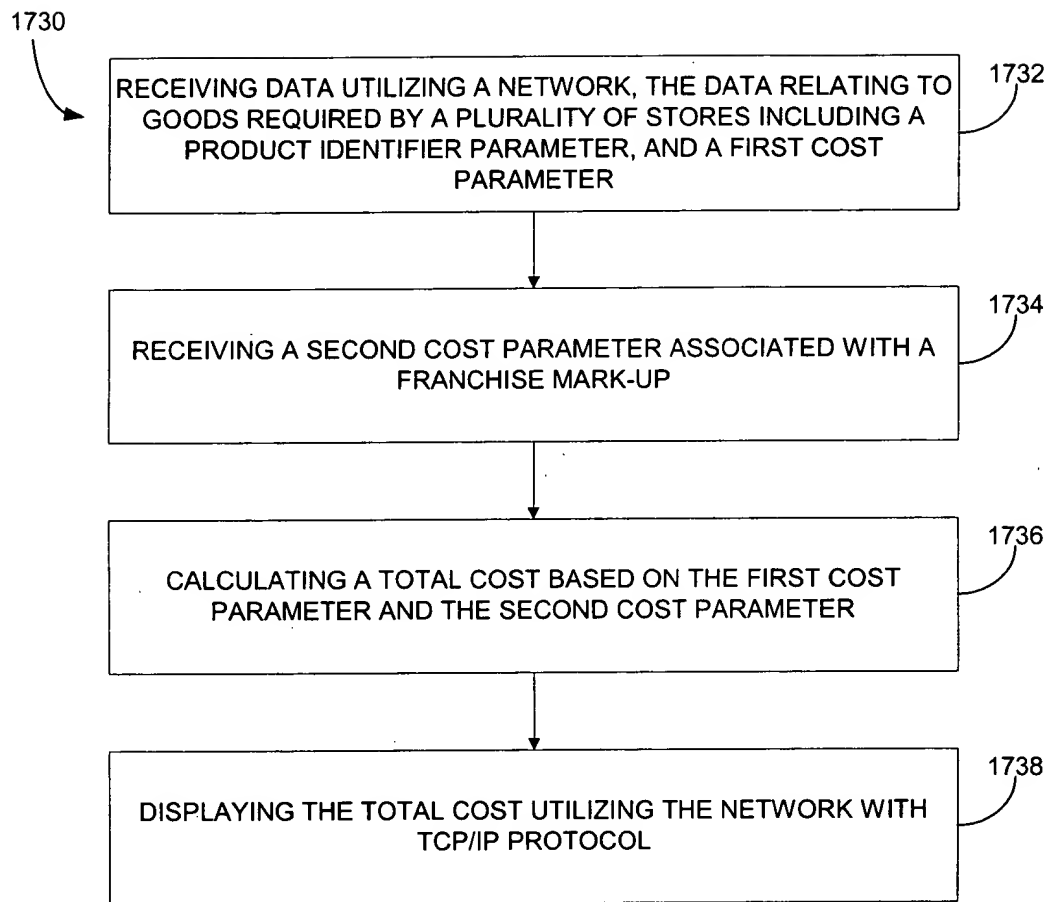 1730
1732
RECEIVING DATA UTILIZING A NETWORK, THE DATA RELATING TO
GOODS REQUIRED BY A PLURALITY OF STORES INCLUDING A
PRODUCT IDENTIFIER PARAMETER, AND A FIRST COST
PARAMETER
1734
RECEIVING A SECOND COST PARAMETER ASSOCIATED WITH A
FRANCHISE MARK-UP
1736
CALCULATING A TOTAL COST BASED ON THE FIRST COST
PARAMETER AND THE SECOND COST PARAMETER
1738
DISPLAYING THE TOTAL COST UTILIZING THE NETWORK WITH
TCP/IP PROTOCOL